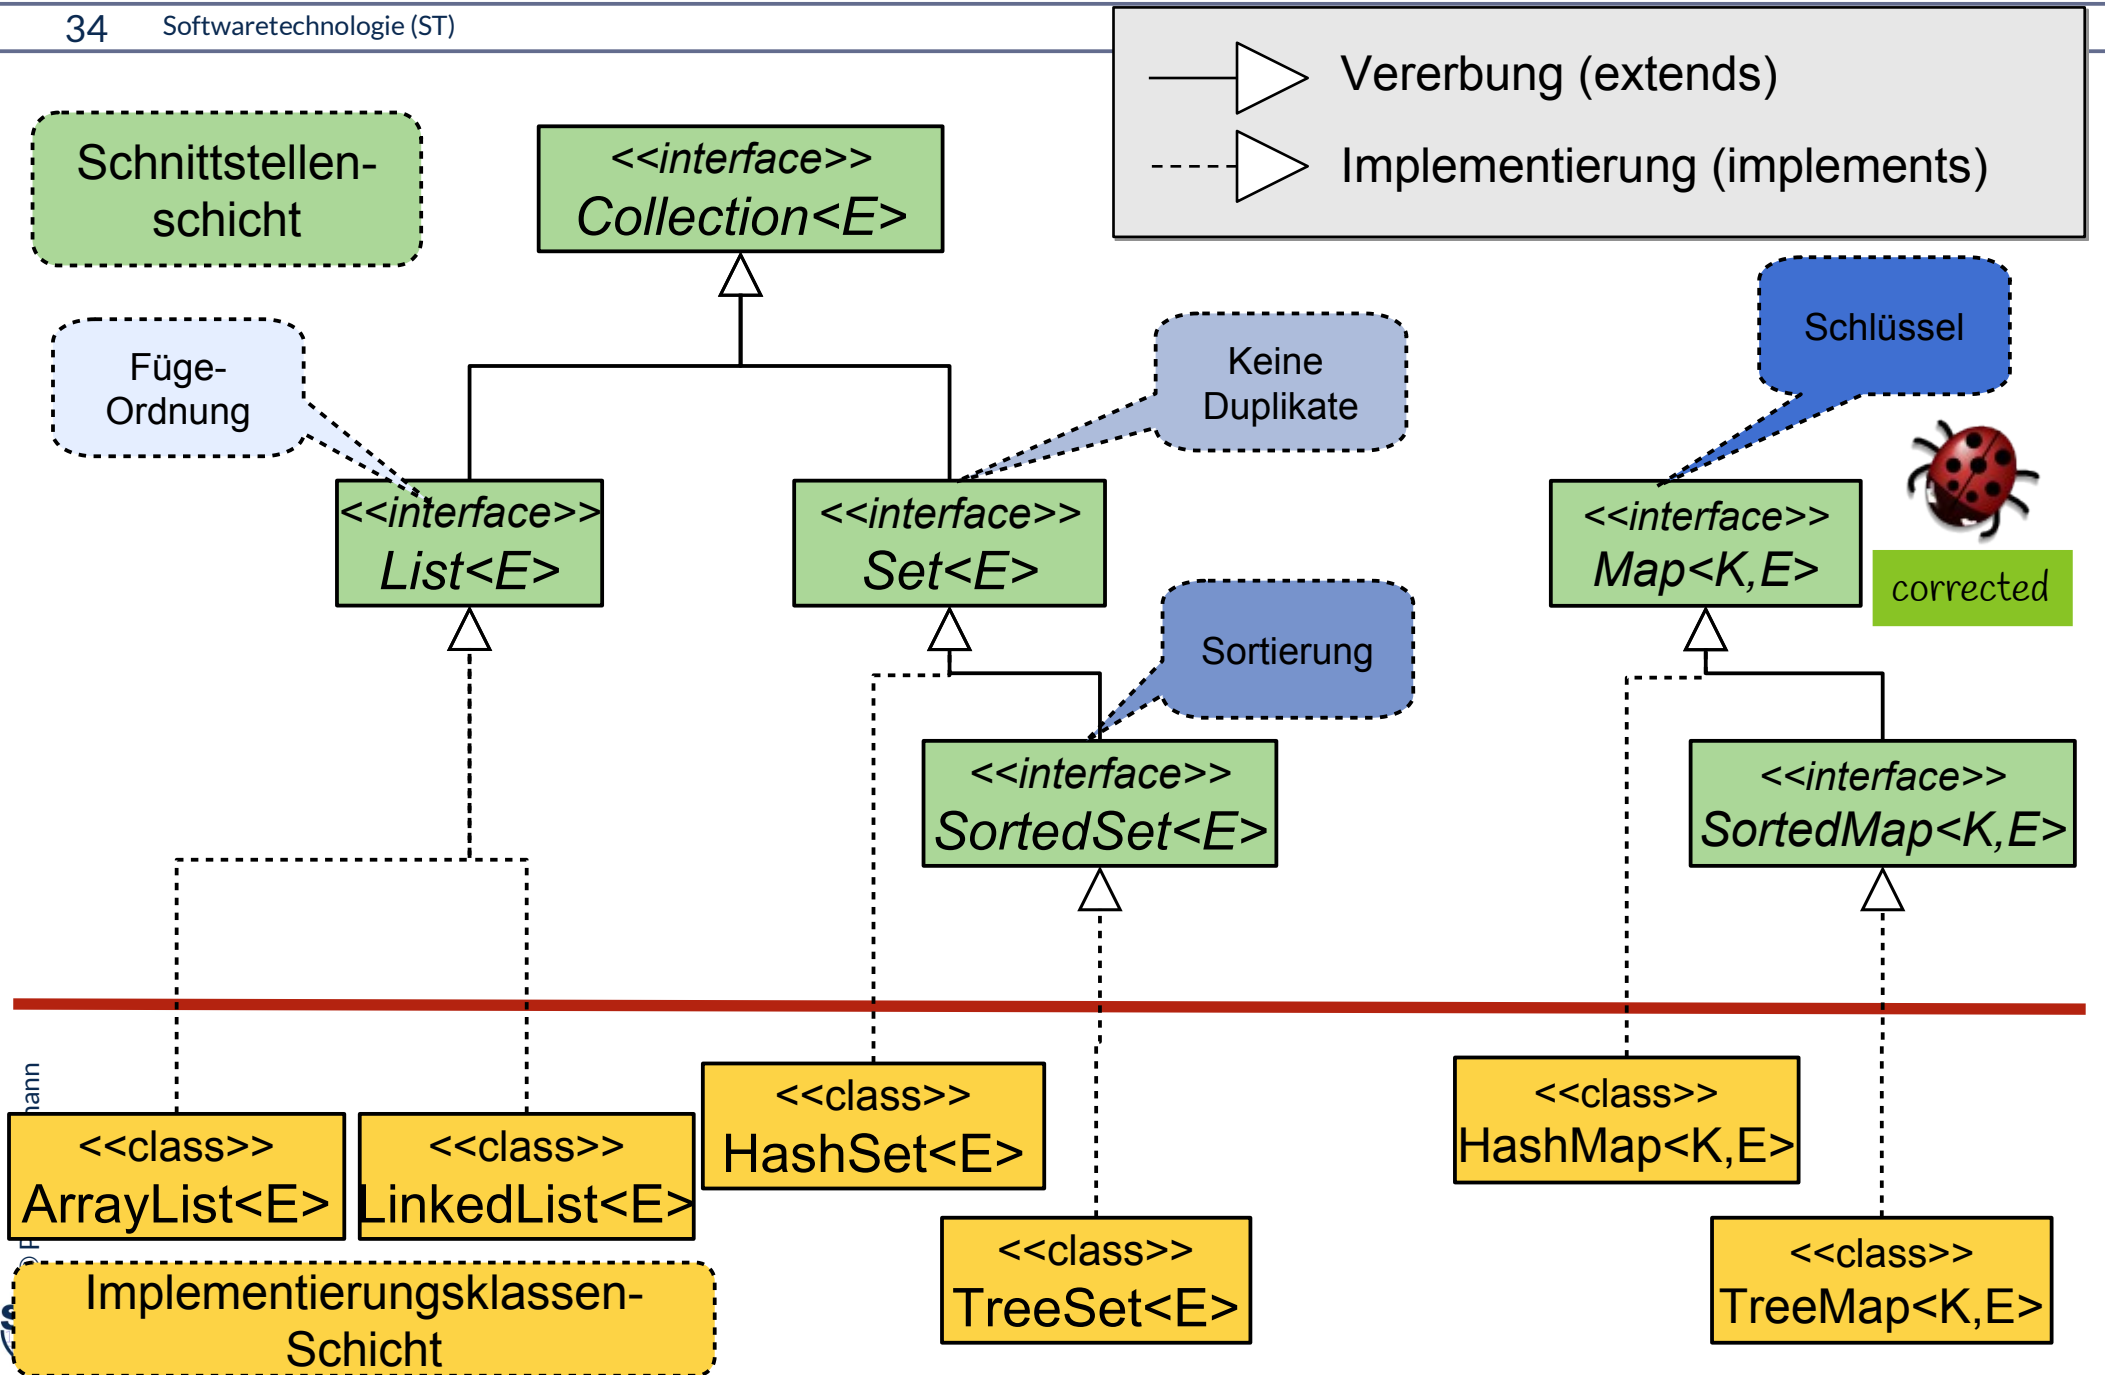 34
Softwaretechnologie (ST)
Vererbung (extends)
Implementierung (implements)
Schnittstellen-
schicht
<<interface>>
Collection<E>
Füge-
Ordnung
Keine
Duplikate
Schlüssel
<<interface>>
List<E>
<<interface>>
Set<E>
<<interface>>
Map<K,E>
corrected
Sortierung
<<interface>>
SortedSet<E>
<<interface>>
SortedMap<K,E>
<<class>>
ArrayList<E>
<<class>>
LinkedList<E>
<<class>>
HashSet<E>
<<class>>
TreeSet<E>
<<class>>
HashMap<K,E>
<<class>>
TreeMap<K,E>
Implementierungsklassen-
Schicht